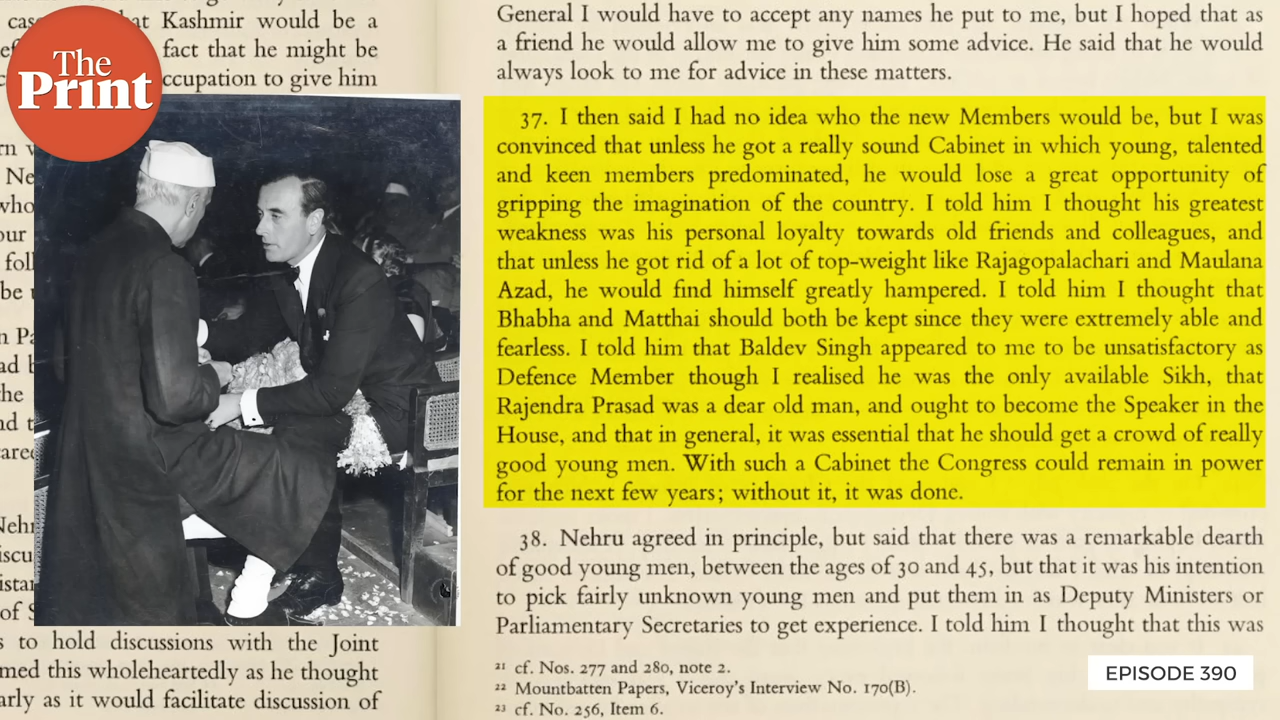 The
Print
hat Kashmir would be a
fact that he might be
ccupation to give him
rn
Ne
who
our
foll
be
n Pa
ad b
the
nd t
care
Nehr
iscu
istan
of S
s to hold discussions with the Joint
med this wholeheartedly as he thought
arly as it would facilitate discussion of
General I would have to accept any names he put to me, but I hoped that as
a friend he would allow me to give him some advice. He said that he would
always look to me for advice in these matters.
37. I then said I had no idea who the new Members would be, but I was
convinced that unless he got a really sound Cabinet in which young, talented
and keen members predominated, he would lose a great opportunity of
gripping the imagination of the country. I told him I thought his greatest
weakness was his personal loyalty towards old friends and colleagues, and
that unless he got rid of a lot of top-weight like Rajagopalachari and Maulana
Azad, he would find himself greatly hampered. I told him I thought that
Bhabha and Matthai should both be kept since they were extremely able and
fearless. I told him that Baldev Singh appeared to me to be unsatisfactory as
Defence Member though I realised he was the only available Sikh, that
Rajendra Prasad was a dear old man, and ought to become the Speaker in the
House, and that in general, it was essential that he should get a crowd of really
good young men. With such a Cabinet the Congress could remain in power
for the next few years; without it, it was done.
38. Nehru agreed in principle, but said that there was a remarkable dearth
of good young men, between the ages of 30 and 45, but that it was his intention
to pick fairly unknown young men and put them in as Deputy Ministers or
Parliamentary Secretaries to get experience. I told him I thought that this was
21 cf. Nos. 277 and 280, note 2.
22 Mountbatten Papers, Viceroy's Interview No. 170(B).
23 cf. No. 256, Item 6.
EPISODE 390